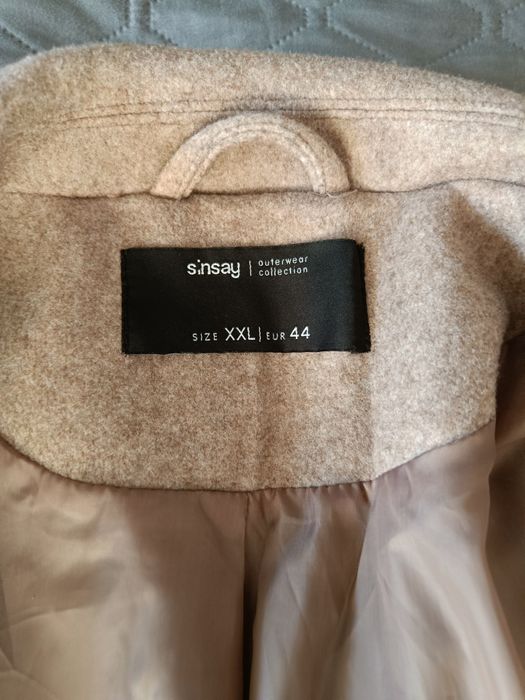 sinsay | outerwear
collection
SIZE XXL | EUR 44